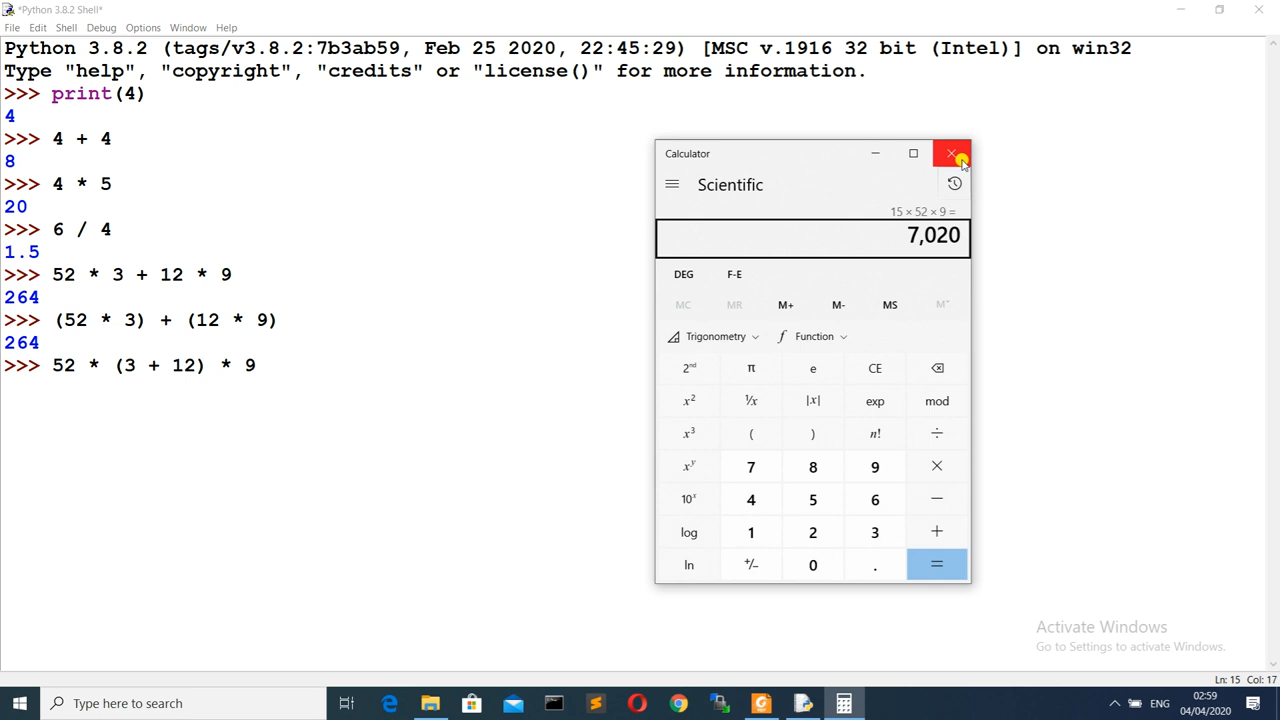 *Python 3.8.2 Shell*
File Edit Shell Debug Options Window Help
Python 3.8.2 (tags/v3.8.2:7b3ab59, Feb 25 2020, 22:45:29) [MSC v.1916 32 bit (Intel)] on win32
Type "help", "copyright", "credits" or "license()" for more information.
>>> print(4)
4
>>> 4 + 4
8
>>> 4 * 5
20
>>> 6 / 4
1.5
>>> 52 * 3 + 12 * 9
264
>>> (52 * 3) + (12 * 9)
264
>>> 52 * (3 + 12) * 9
Calculator
Scientific
15 × 52 × 9 =
7,020
DEG F-E
MC MR M+ M- MS M˅
Trigonometry Function
2ⁿᵈ π e CE
x² ¹/x |x| exp mod
x³ ( ) n! ÷
xʸ 7 8 9 ×
10ˣ 4 5 6 −
log 1 2 3 +
ln +/− 0 . =
Activate Windows
Go to Settings to activate Windows.
Ln: 15 Col: 17
Type here to search
ENG
02:59
04/04/2020